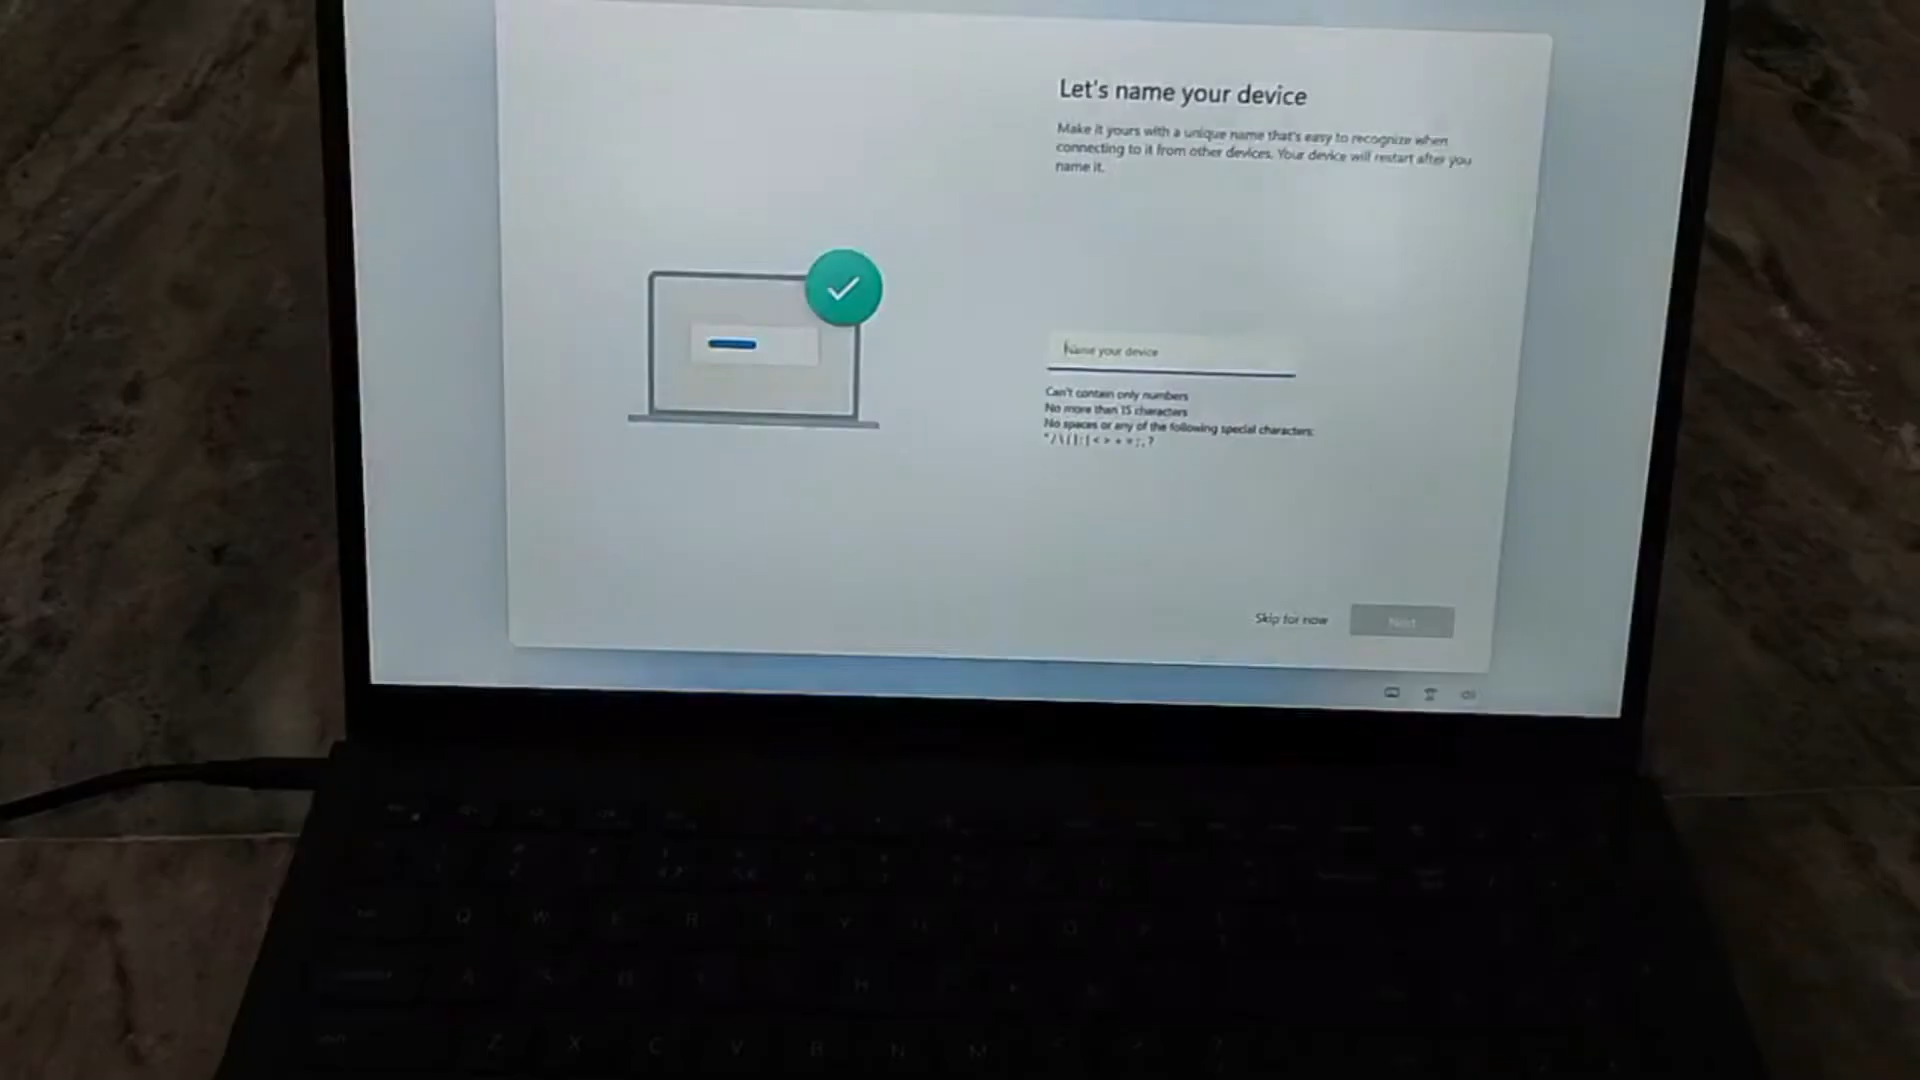 Let's name your device
Make it yours with a unique name that's easy to recognize when
connecting to it from other devices. Your device will restart after you
name it.
Name your device
Can't contain only numbers
No more than 15 characters
No spaces or any of the following special characters:
Skip for now
Next
Q W E R T Y
A S
Z X C V B N M